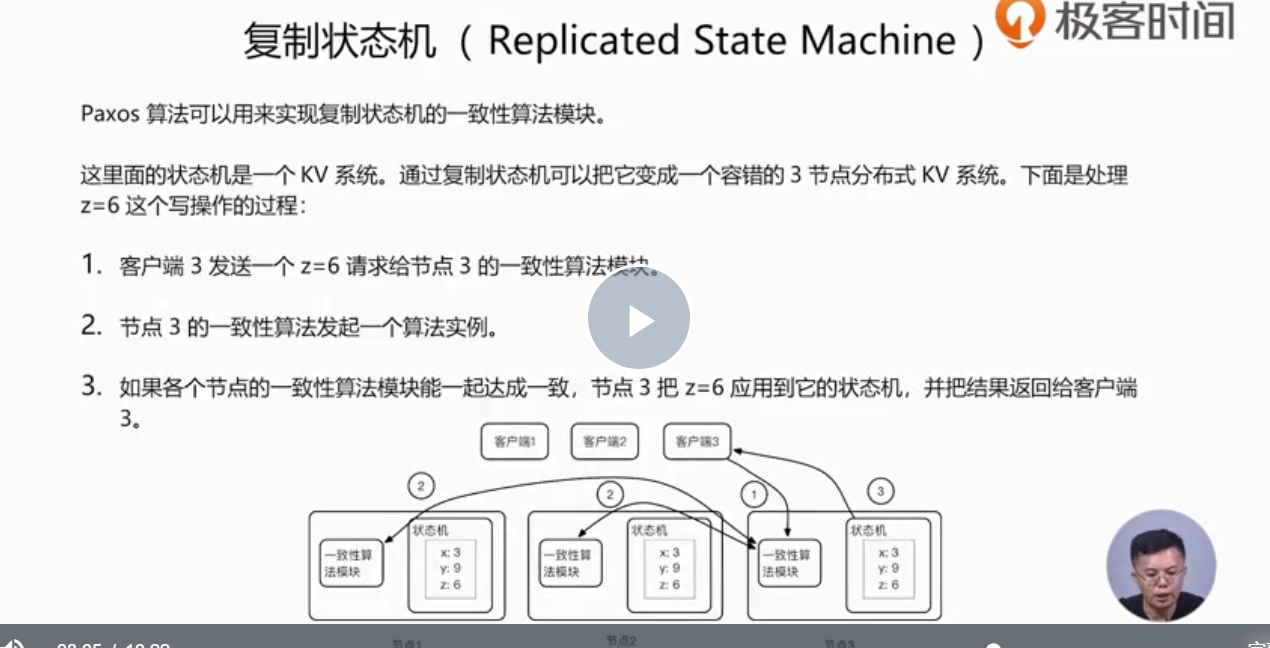 复制状态机（Replicated State Machine）
极客时间
Paxos 算法可以用来实现复制状态机的一致性算法模块。
这里面的状态机是一个 KV 系统。通过复制状态机可以把它变成一个容错的 3 节点分布式 KV 系统。下面是处理
z=6 这个写操作的过程：
1. 客户端 3 发送一个 z=6 请求给节点 3 的一致性算法模块。
2. 节点 3 的一致性算法发起一个算法实例。
3. 如果各个节点的一致性算法模块能一起达成一致，节点 3 把 z=6 应用到它的状态机，并把结果返回给客户端
3。
客户端1
客户端2
客户端3
2
2
1
3
状态机
一致性算
法模块
x: 3
y: 9
z: 6
状态机
一致性算
法模块
x: 3
y: 9
z: 6
状态机
一致性算
法模块
x: 3
y: 9
z: 6
节点1
节点2
节点3